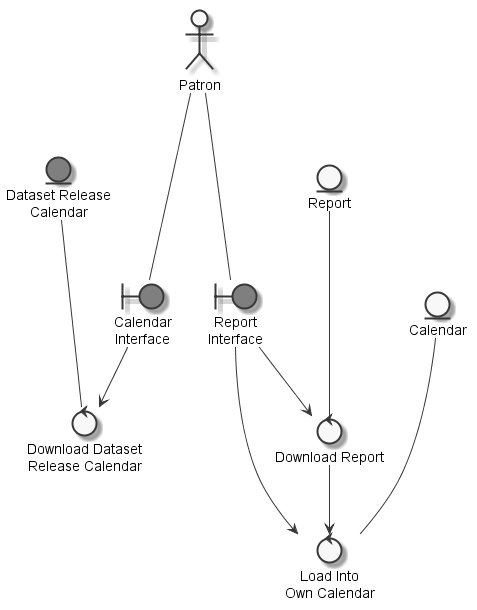 Patron
Dataset Release
Calendar
Report
Calendar
Interface
Report
Interface
Calendar
Download Dataset
Release Calendar
Download Report
Load Into
Own Calendar